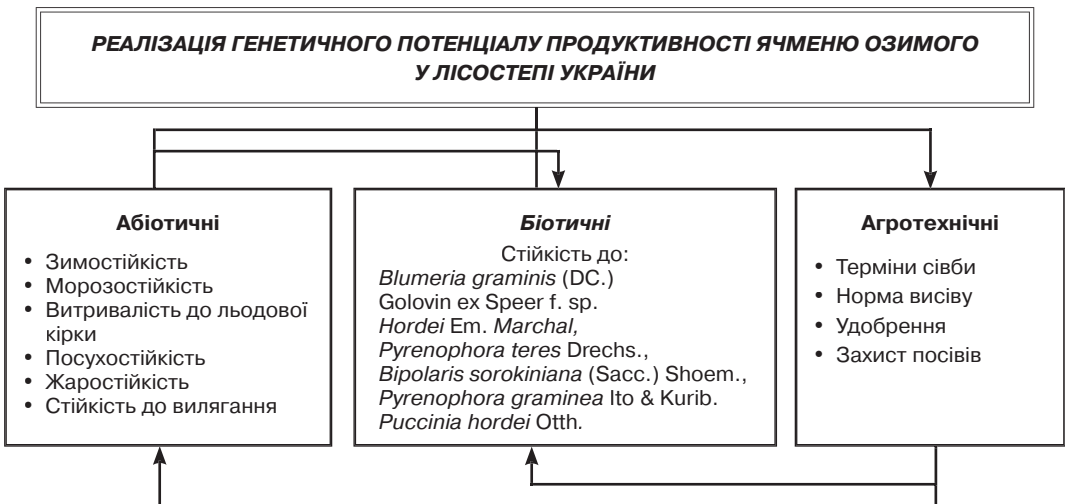 РЕАЛІЗАЦІЯ ГЕНЕТИЧНОГО ПОТЕНЦІАЛУ ПРОДУКТИВНОСТІ ЯЧМЕНЮ ОЗИМОГО
У ЛІСОСТЕПІ УКРАЇНИ
Абіотичні
• Зимостійкість
• Морозостійкість
• Витривалість до льодової
кірки
• Посухостійкість
• Жаростійкість
• Стійкість до вилягання
Біотичні
Стійкість до:
Blumeria graminis (DC.)
Golovin ex Speer f. sp.
Hordei Em. Marchal,
Pyrenophora teres Drechs.,
Bipolaris sorokiniana (Sacc.) Shoem.,
Pyrenophora graminea Ito & Kurib.
Puccinia hordei Otth.
Агротехнічні
• Терміни сівби
• Норма висіву
• Удобрення
• Захист посівів